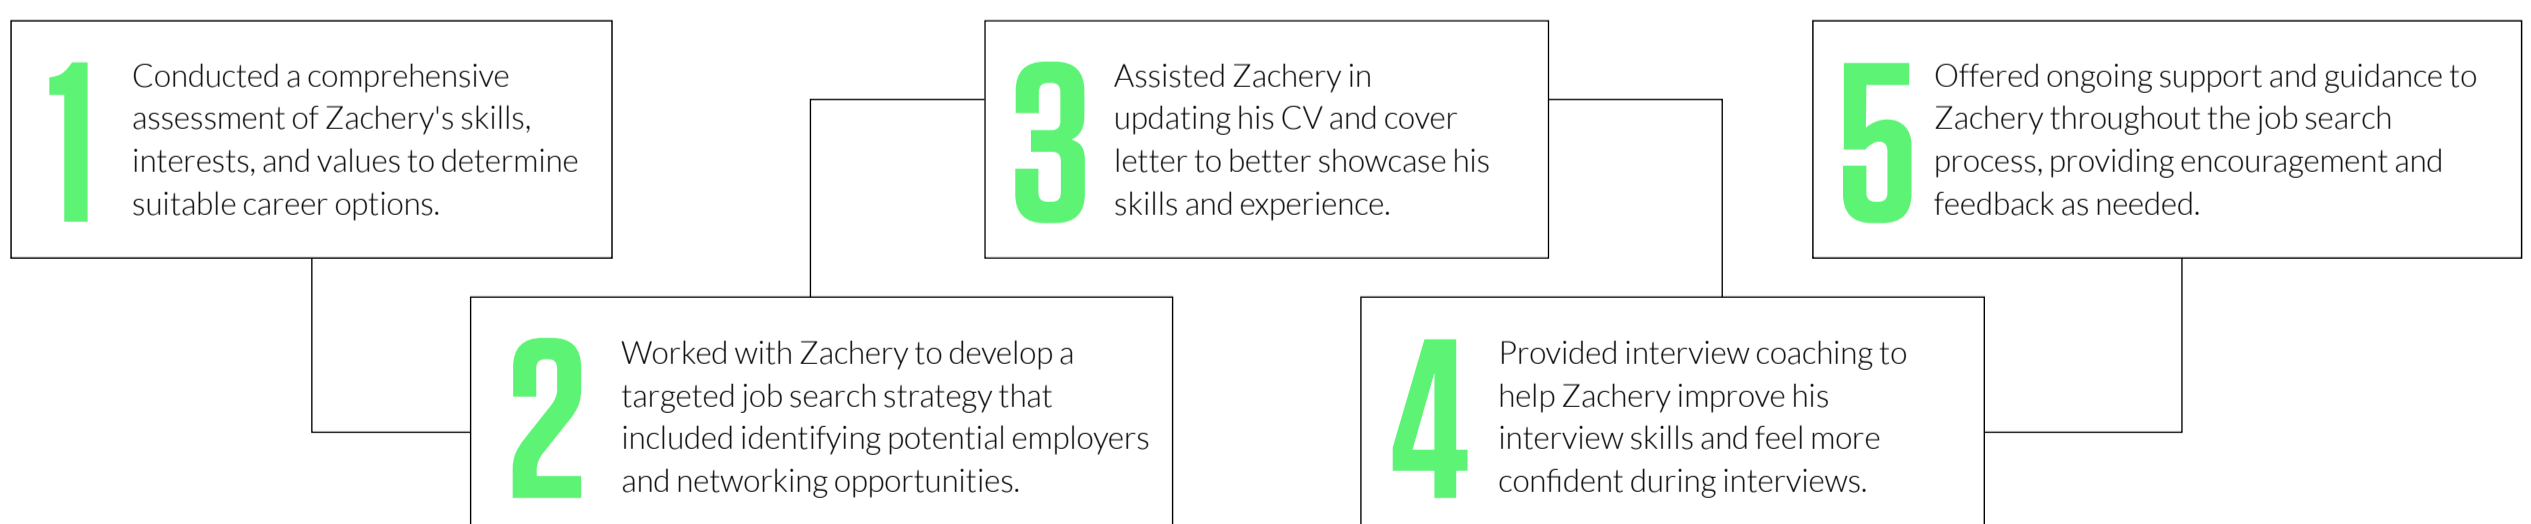 1
Conducted a comprehensive
assessment of Zachery's skills,
interests, and values to determine
suitable career options.
2
Worked with Zachery to develop a
targeted job search strategy that
included identifying potential employers
and networking opportunities.
3
Assisted Zachery in
updating his CV and cover
letter to better showcase his
skills and experience.
4
Provided interview coaching to
help Zachery improve his
interview skills and feel more
confident during interviews.
5
Offered ongoing support and guidance to
Zachery throughout the job search
process, providing encouragement and
feedback as needed.